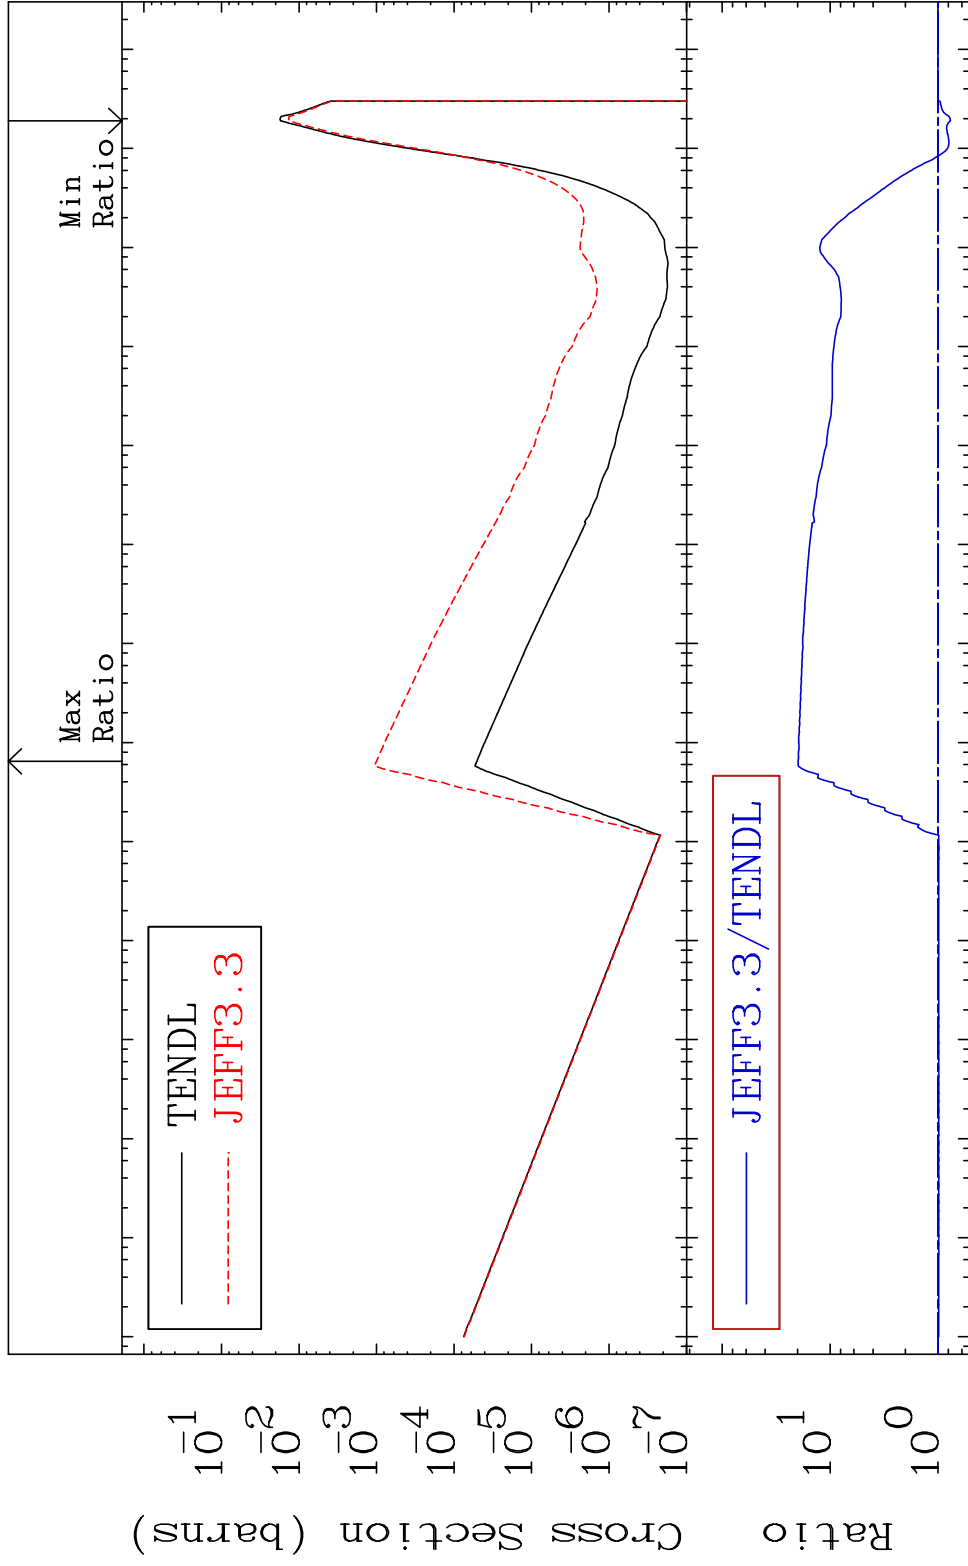 Max
Ratio
Min
Ratio
TENDL
JEFF3.3
JEFF3.3/TENDL
10-1
10-2
10-3
10-4
10-5
10-6
10-7
Cross Section (barns)
10 1
10 0
Ratio